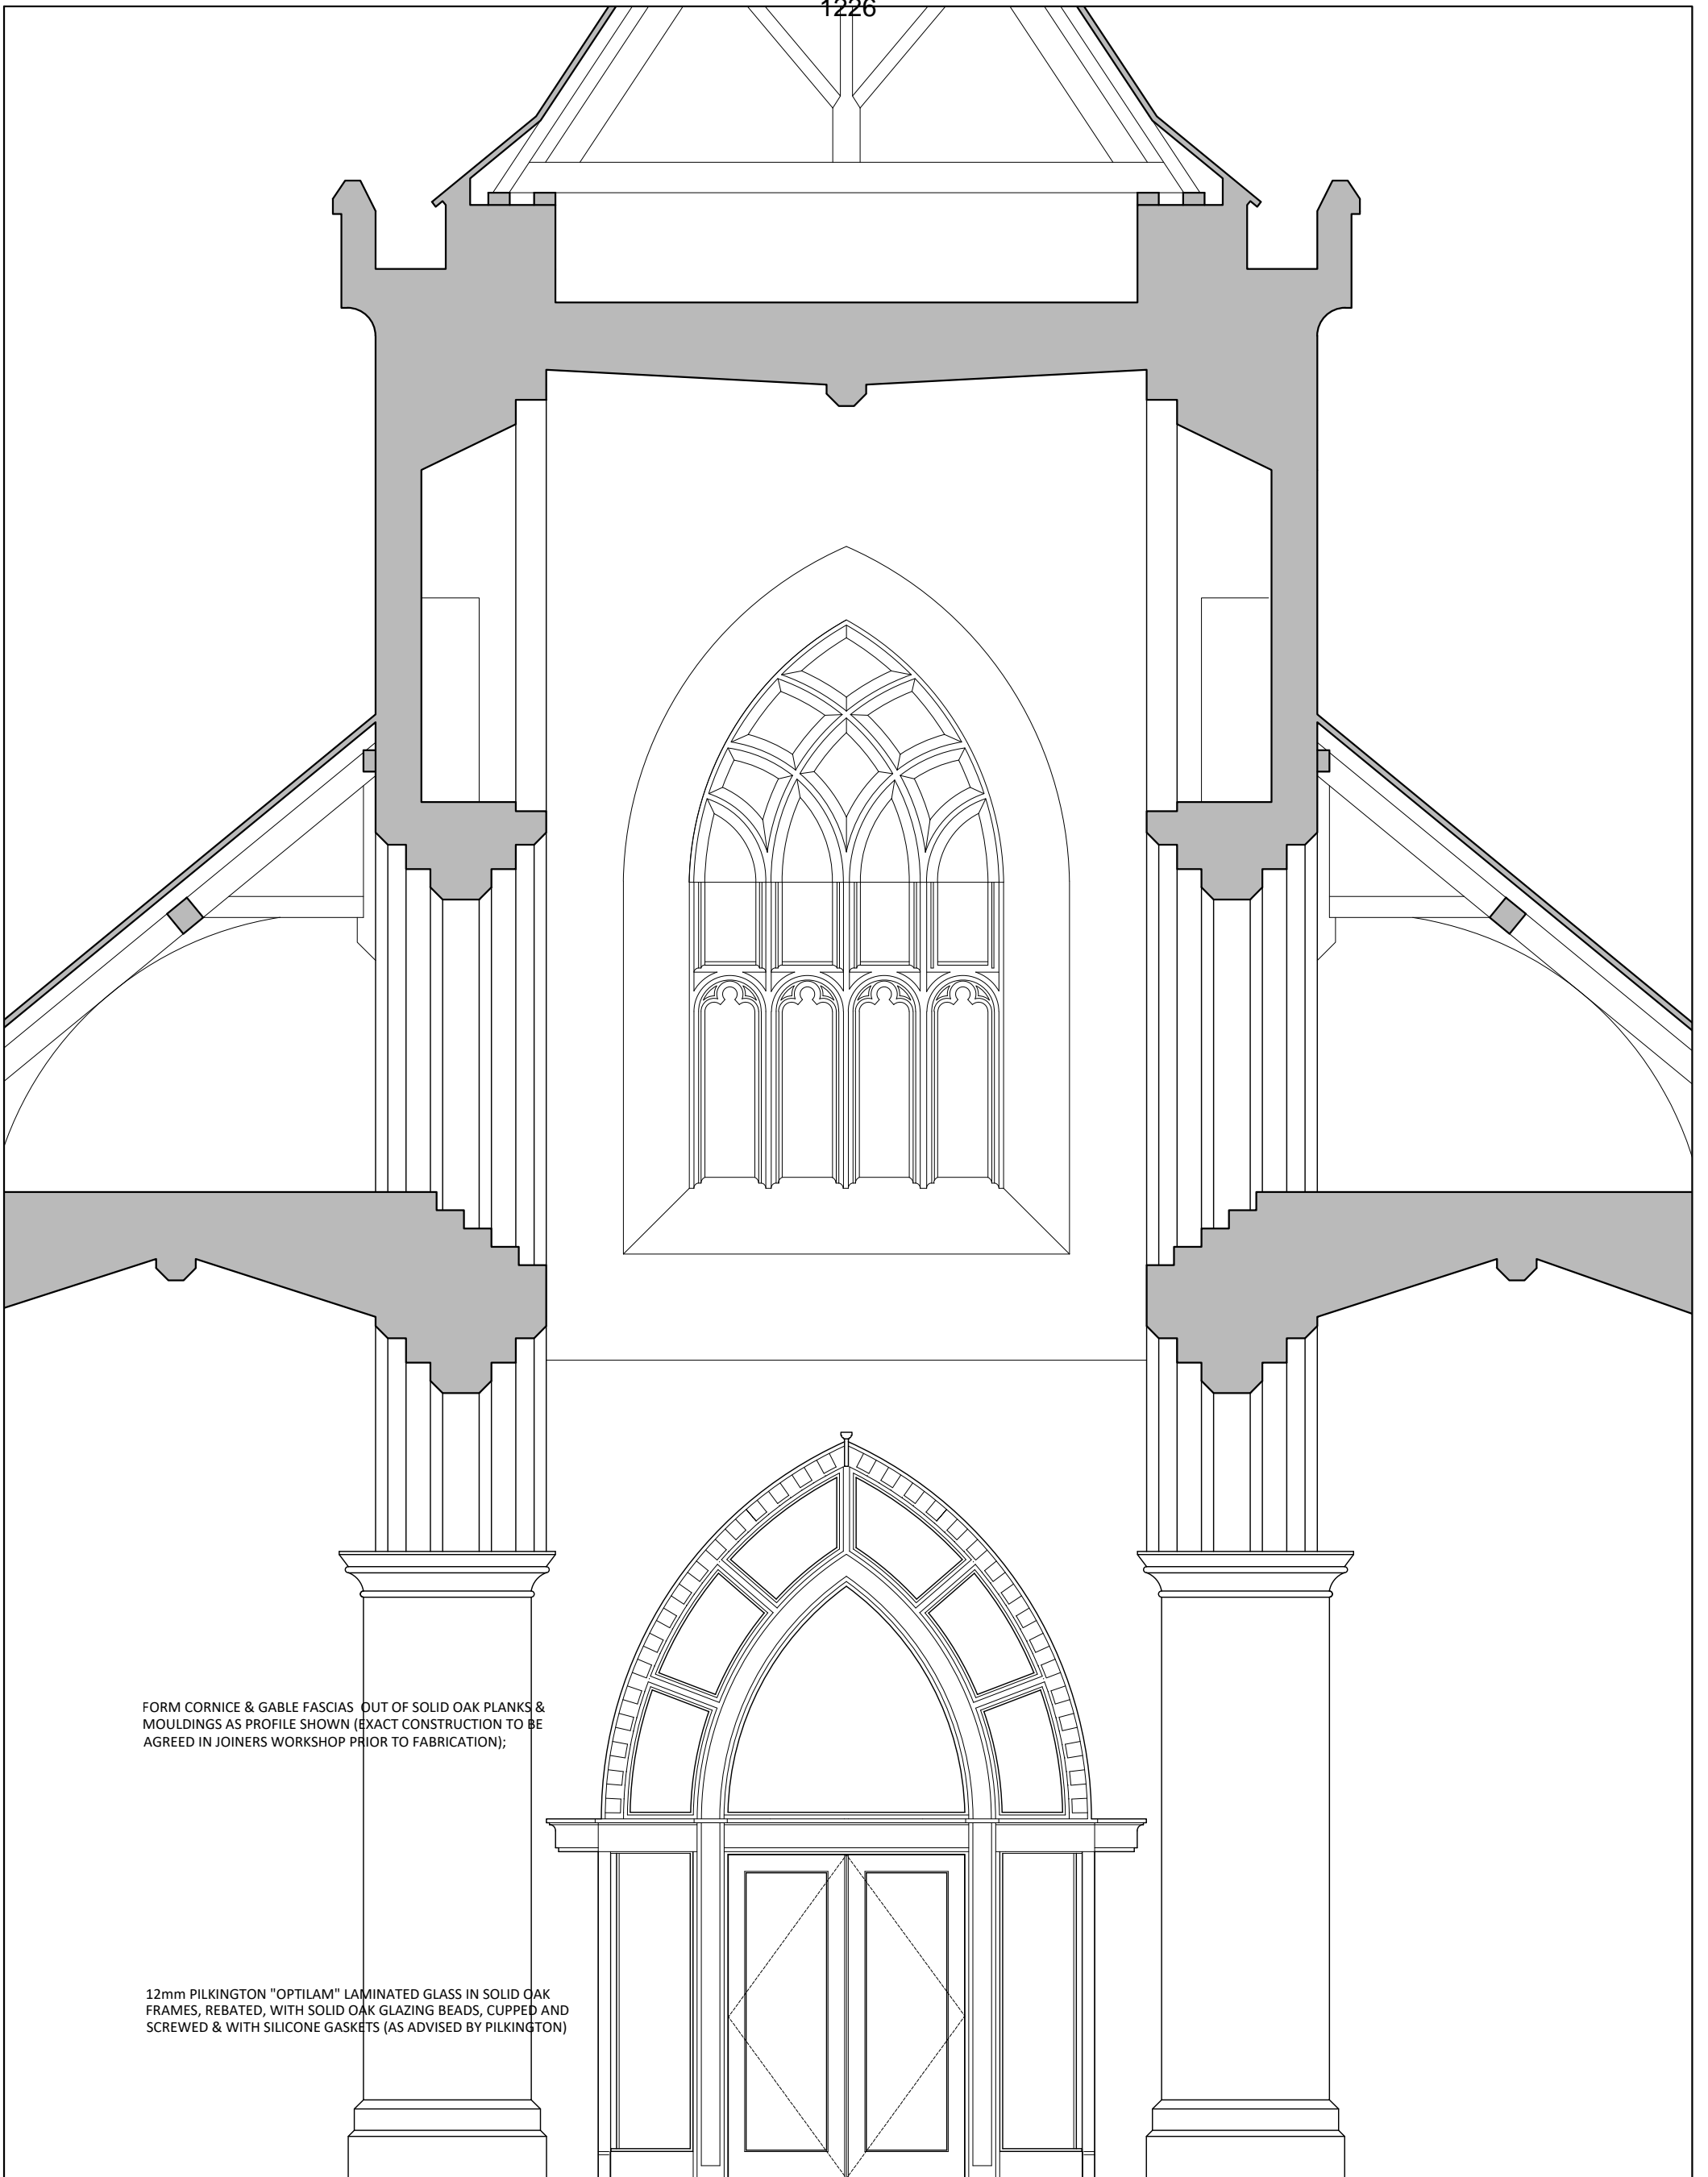 1226
FORM CORNICE & GABLE FASCIAS OUT OF SOLID OAK PLANKS &
MOULDINGS AS PROFILE SHOWN (EXACT CONSTRUCTION TO BE
AGREED IN JOINERS WORKSHOP PRIOR TO FABRICATION);
12mm PILKINGTON "OPTILAM" LAMINATED GLASS IN SOLID OAK
FRAMES, REBATED, WITH SOLID OAK GLAZING BEADS, CUPPED AND
SCREWED & WITH SILICONE GASKETS (AS ADVISED BY PILKINGTON)